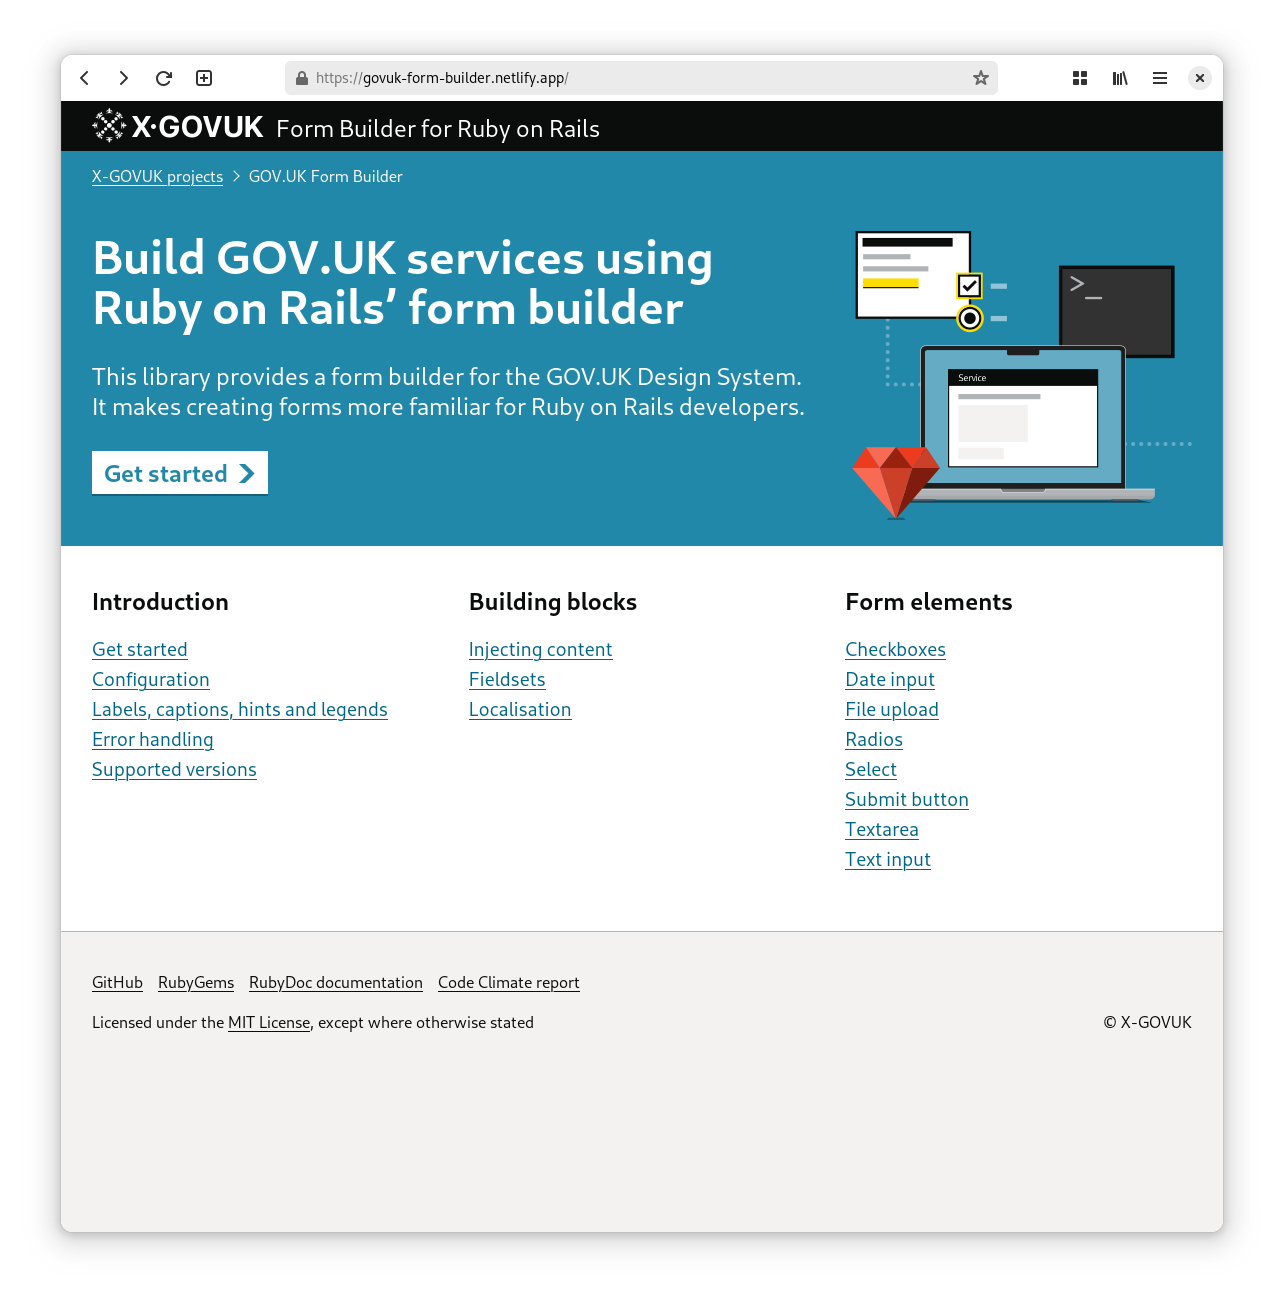 https://govuk-form-builder.netlify.app/
X·GOVUK Form Builder for Ruby on Rails
X-GOVUK projects > GOV.UK Form Builder
Build GOV.UK services using
Ruby on Rails’ form builder
This library provides a form builder for the GOV.UK Design System.
It makes creating forms more familiar for Ruby on Rails developers.
Get started
>_
Service
Introduction
Get started
Configuration
Labels, captions, hints and legends
Error handling
Supported versions
Building blocks
Injecting content
Fieldsets
Localisation
Form elements
Checkboxes
Date input
File upload
Radios
Select
Submit button
Textarea
Text input
GitHub RubyGems RubyDoc documentation Code Climate report
Licensed under the MIT License, except where otherwise stated
© X-GOVUK